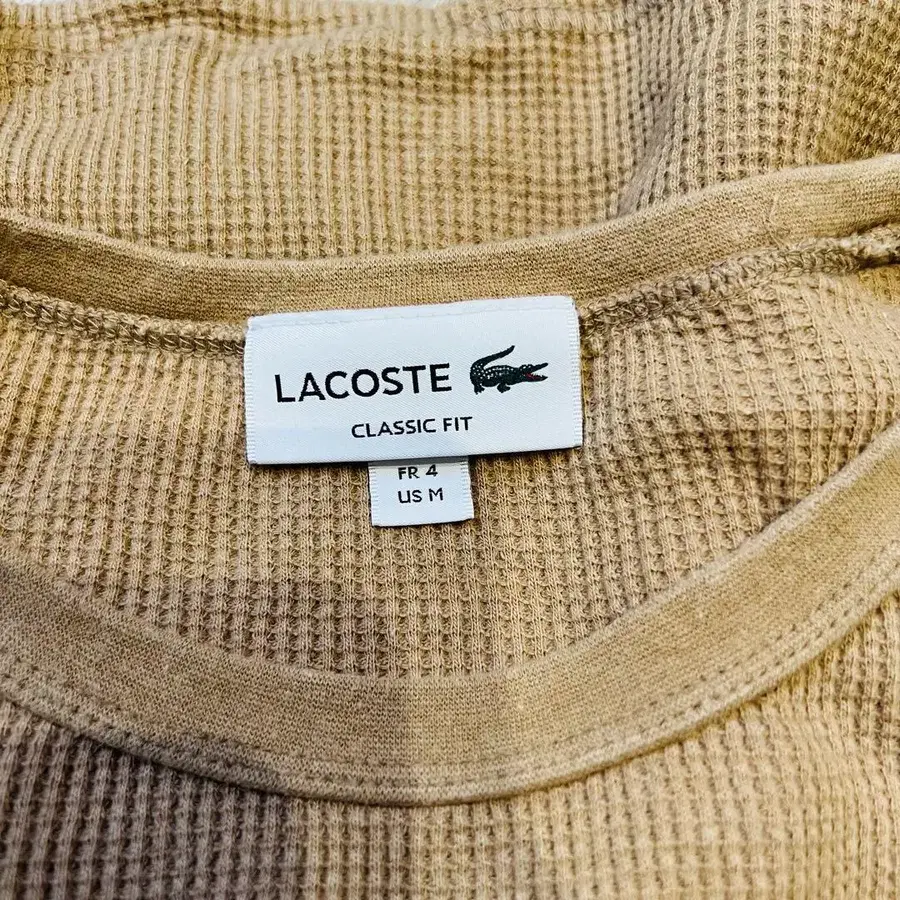 LACOSTE
CLASSIC FIT
FR 4
US M